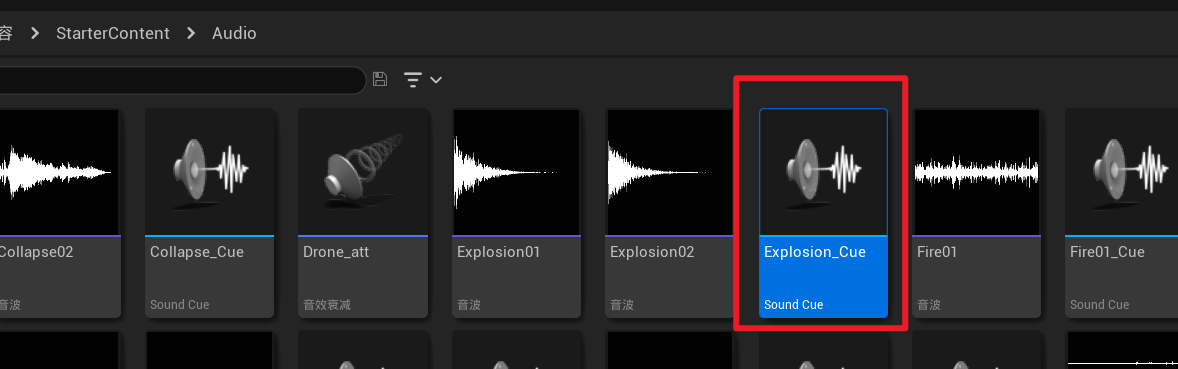 容 > StarterContent > Audio
Collapse02
Collapse_Cue
Drone_att
Explosion01
Explosion02
Explosion_Cue
Fire01
Fire01_Cue
音波
Sound Cue
音效衰减
音波
音波
Sound Cue
音波
Sound Cue